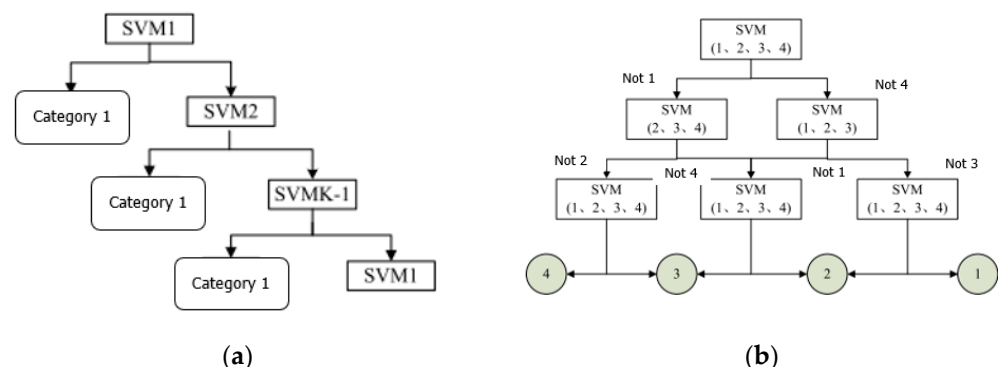 SVM1
Category 1
SVM2
Category 1
SVMK-1
Category 1
SVM1
(a)
SVM
(1、2、3、4)
Not 1
Not 4
SVM
(2、3、4)
SVM
(1、2、3)
Not 2
Not 4
Not 1
Not 3
SVM
(1、2、3、4)
SVM
(1、2、3、4)
SVM
(1、2、3、4)
4
3
2
1
(b)